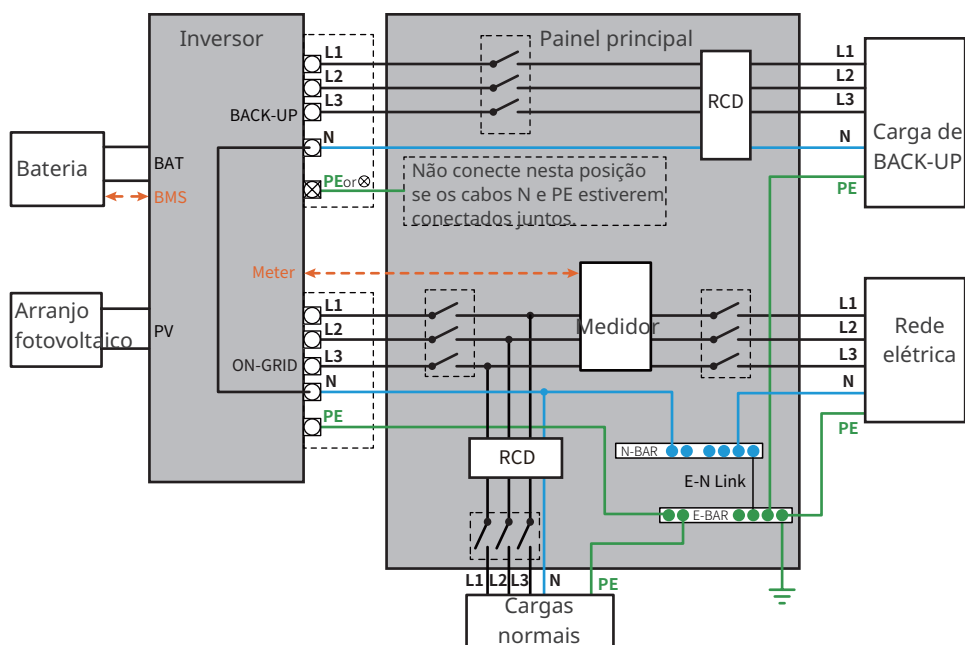 Inversor
Painel principal
L1
L2
L3
BACK-UP
N
PEor⊗
RCD
L1
L2
L3
N
PE
Carga de
BACK-UP
Bateria
BAT
BMS
Não conecte nesta posição
se os cabos N e PE estiverem
conectados juntos.
Meter
Medidor
Arranjo
fotovoltaico
PV
L1
L2
L3
ON-GRID
N
PE
L1
L2
L3
N
PE
Rede
elétrica
RCD
N-BAR
E-N Link
E-BAR
L1 L2 L3 N PE
Cargas
normais